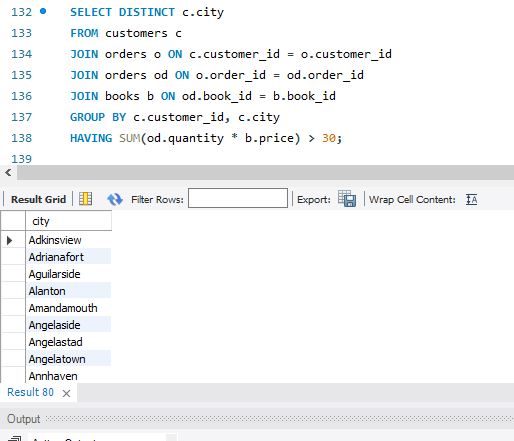 132 SELECT DISTINCT c.city
133 FROM customers c
134 JOIN orders o ON c.customer_id = o.customer_id
135 JOIN orders od ON o.order_id = od.order_id
136 JOIN books b ON od.book_id = b.book_id
137 GROUP BY c.customer_id, c.city
138 HAVING SUM(od.quantity * b.price) > 30;
139
Result Grid Filter Rows: Export: Wrap Cell Content:
city
Adkinsview
Adrianafort
Aguilarside
Alanton
Amandamouth
Angelaside
Angelastad
Angelatown
Annhaven
Result 80 ×
Output